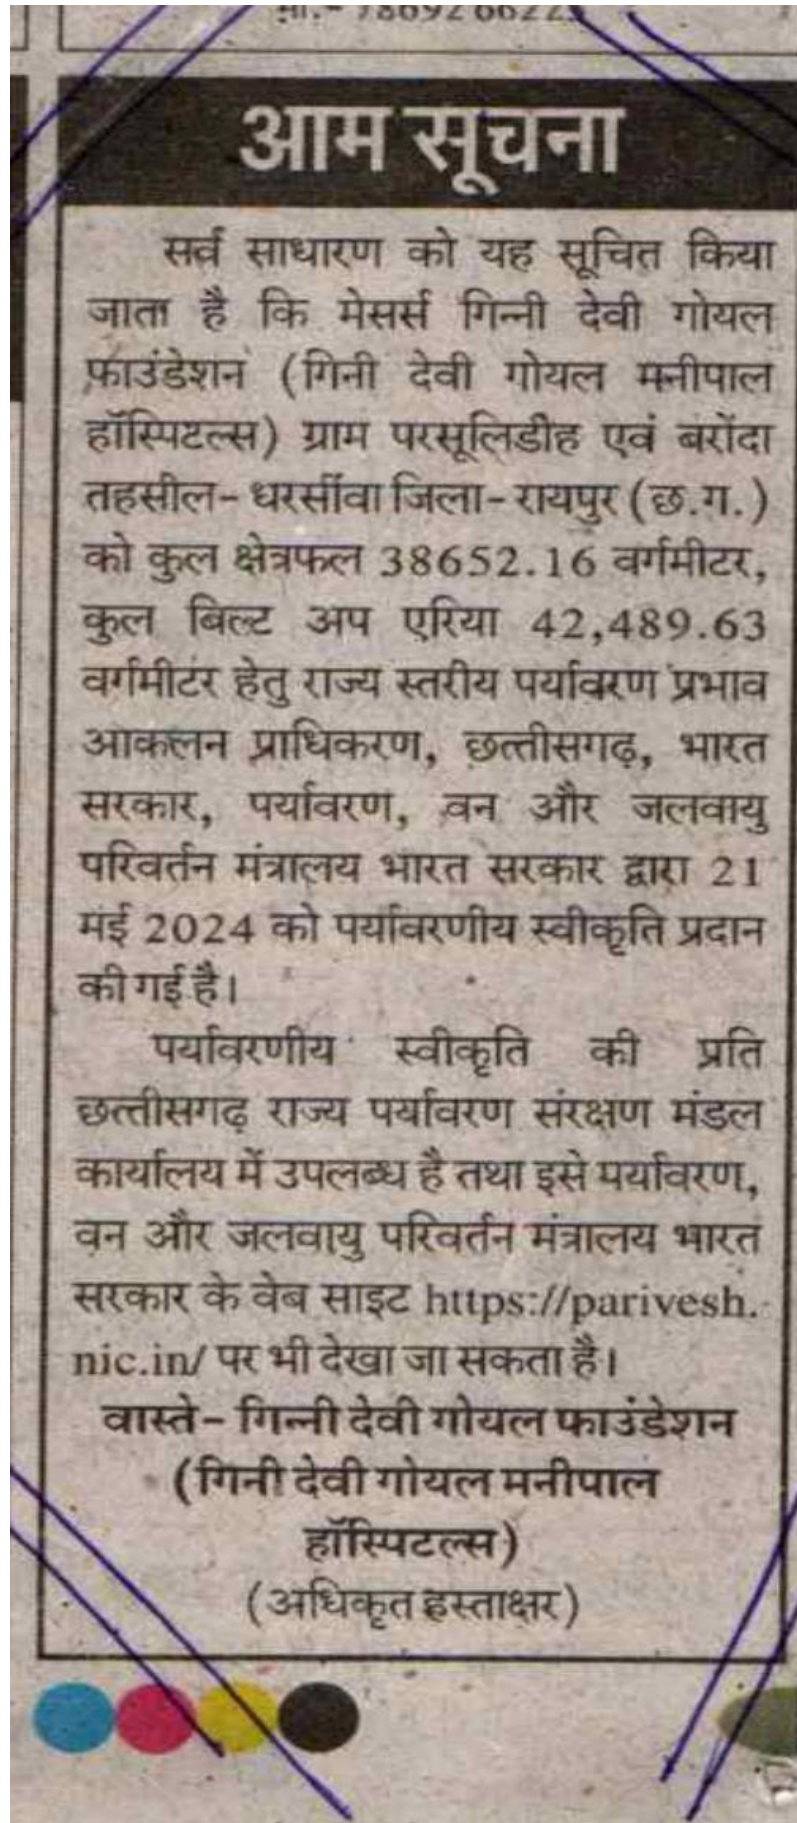 आम सूचना
सर्व साधारण को यह सूचित किया
जाता है कि मेसर्स गिन्नी देवी गोयल
फ़ाउंडेशन (गिनी देवी गोयल मनीपाल
हॉस्पिटल्स) ग्राम परसूलिडीह एवं बरोंदा
तहसील- धरसींवा जिला- रायपुर (छ.ग.)
को कुल क्षेत्रफल 38652.16 वर्गमीटर,
कुल बिल्ट अप एरिया 42,489.63
वर्गमीटर हेतु राज्य स्तरीय पर्यावरण प्रभाव
आकलन प्राधिकरण, छत्तीसगढ़, भारत
सरकार, पर्यावरण, वन और जलवायु
परिवर्तन मंत्रालय भारत सरकार द्वारा 21
मई 2024 को पर्यावरणीय स्वीकृति प्रदान
की गई है।
पर्यावरणीय स्वीकृति की प्रति
छत्तीसगढ़ राज्य पर्यावरण संरक्षण मंडल
कार्यालय में उपलब्ध है तथा इसे पर्यावरण,
वन और जलवायु परिवर्तन मंत्रालय भारत
सरकार के वेब साइट https://parivesh.
nic.in/ पर भी देखा जा सकता है।
वास्ते- गिन्नी देवी गोयल फाउंडेशन
(गिनी देवी गोयल मनीपाल
हॉस्पिटल्स)
(अधिकृत हस्ताक्षर)